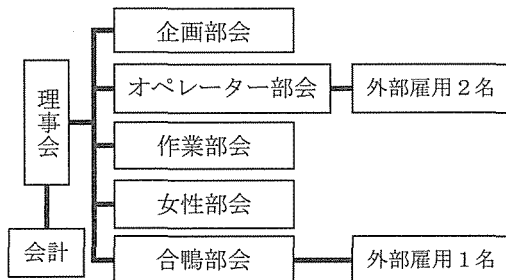 企画部会
理事会
オペレーター部会
外部雇用2名
作業部会
女性部会
会計
合鴨部会
外部雇用1名